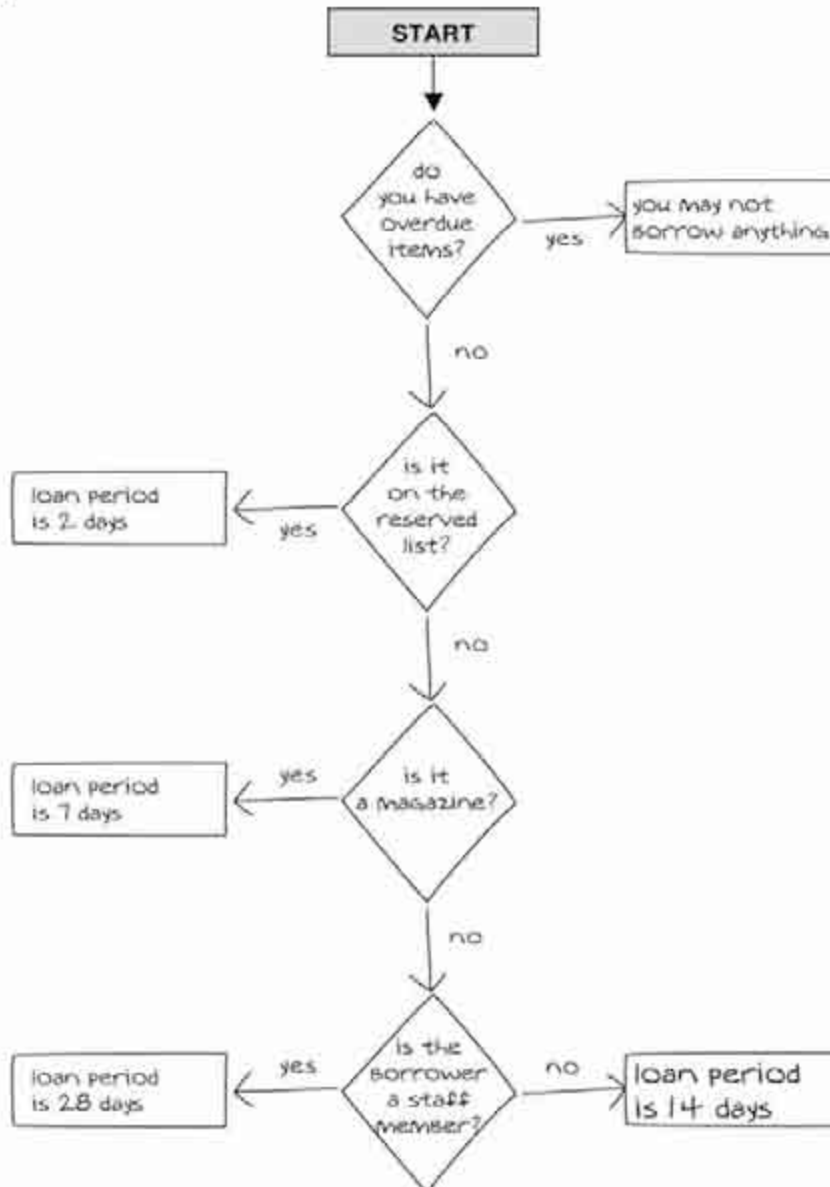 START
do
you have
overdue
items?
yes
you may not
borrow anything
no
is it
on the
reserved
list?
yes
loan period
is 2 days
no
is it
a magazine?
yes
loan period
is 7 days
no
is the
borrower
a staff
member?
yes
loan period
is 28 days
no
loan period
is 14 days